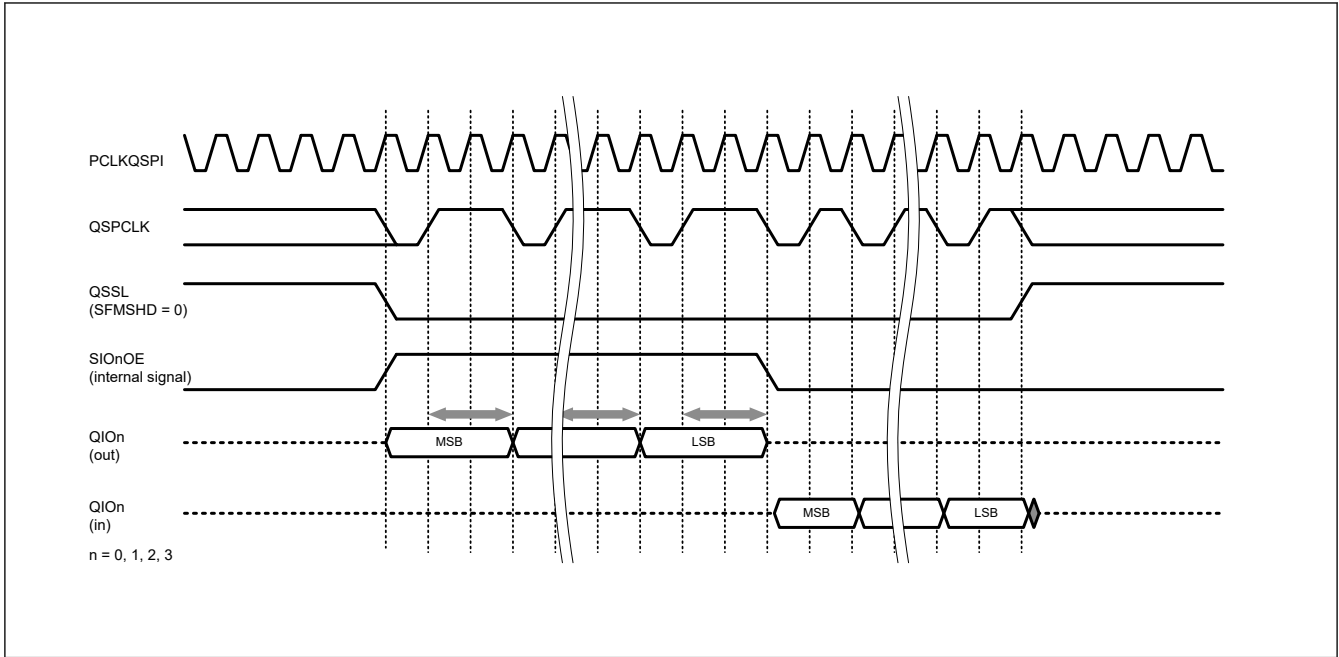 PCLKQSPI
QSPCLK
QSSL
(SFMSHD = 0)
SIOnOE
(internal signal)
QIOn
(out)
MSB
LSB
QIOn
(in)
MSB
LSB
n = 0, 1, 2, 3